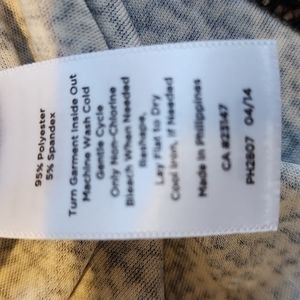 95% Polyester
5% Spandex
Turn Garment Inside Out
Machine Wash Cold
Gentle Cycle
Only Non-Chlorine
Bleach When Needed
Reshape,
Lay Flat to Dry
Cool Iron, if Needed
Made in Philippines
CA #23147
PH2807 04/14